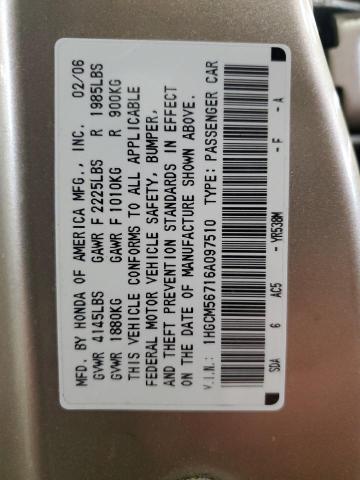 MFD. BY HONDA OF AMERICA MFG., INC. 02/06
GVWR 4145LBS GAWR F 2225LBS R 1985LBS
GVWR 1880KG GAWR F 1010KG R 900KG
THIS VEHICLE CONFORMS TO ALL APPLICABLE
FEDERAL MOTOR VEHICLE SAFETY, BUMPER,
AND THEFT PREVENTION STANDARDS IN EFFECT
ON THE DATE OF MANUFACTURE SHOWN ABOVE.
V.I.N.: 1HGCM56716A097510 TYPE: PASSENGER CAR
SDA 6 AC5 - YR538M - F - A